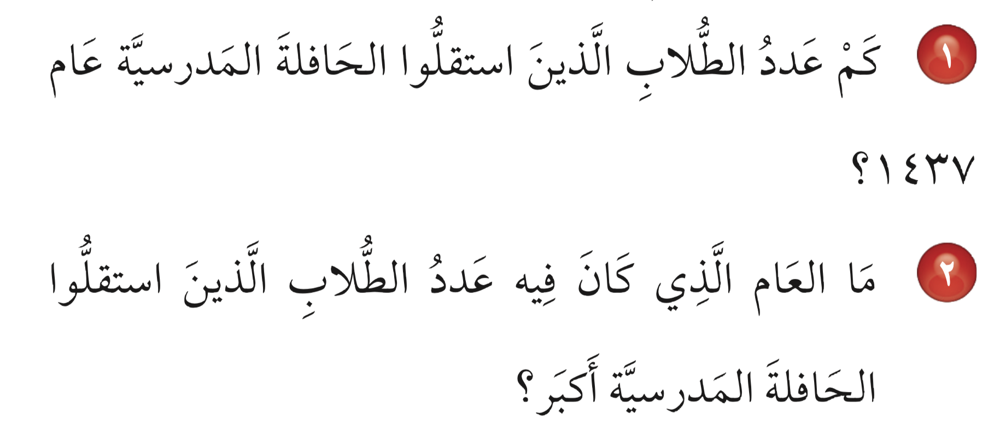 ١ كَمْ عَددُ الطُّلابِ الَّذينَ استقلُّوا الحَافلةَ المَدرسيَّة عَام
١٤٣٧؟
٢ مَا العَام الَّذِي كَانَ فِيه عَددُ الطُّلابِ الَّذينَ استقلُّوا
الحَافلةَ المَدرسيَّة أَكبَر؟